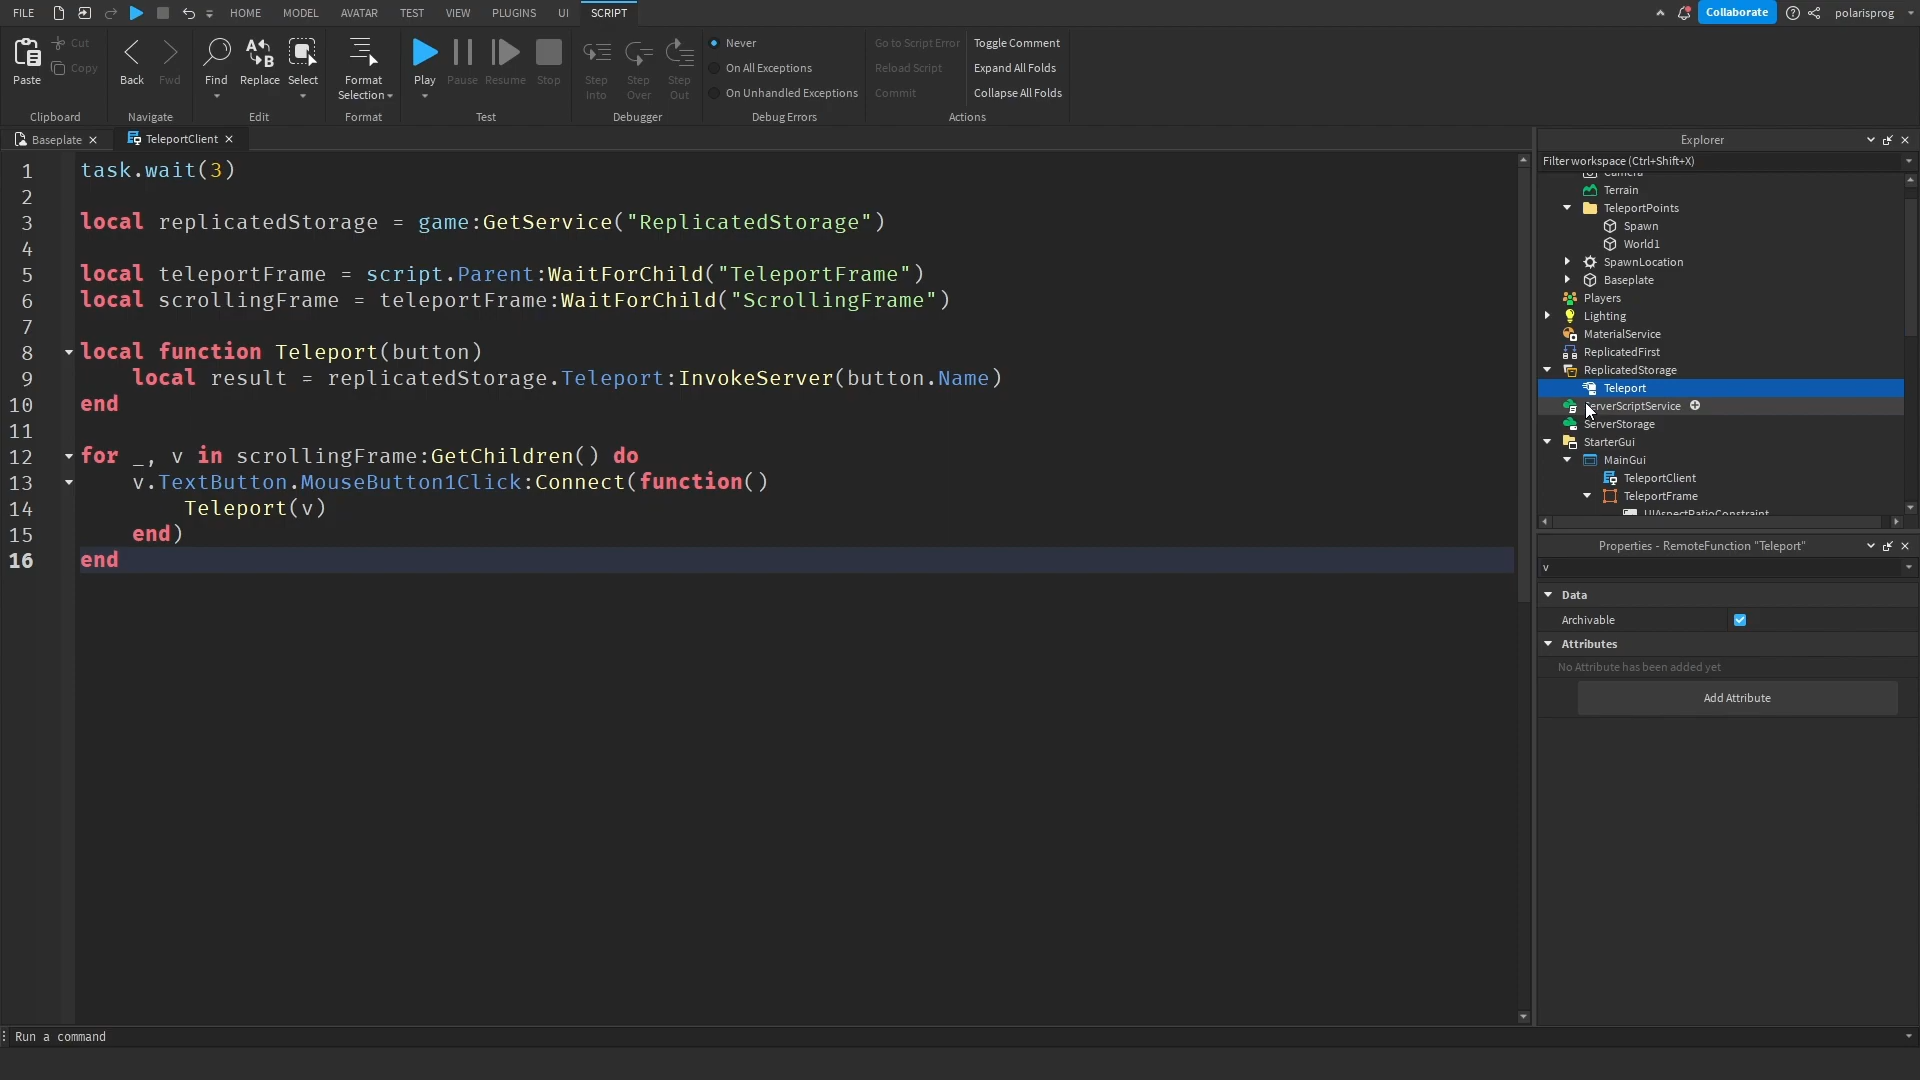 FILE HOME MODEL AVATAR TEST VIEW PLUGINS UI SCRIPT Collaborate polarisprog
Paste Cut Copy Back Fwd Find Replace Select Format Selection Play Pause Resume Stop Step Into Step Over Step Out
Never
On All Exceptions
On Unhandled Exceptions
Go to Script Error
Reload Script
Commit
Toggle Comment
Expand All Folds
Collapse All Folds
Clipboard Navigate Edit Format Test Debugger Debug Errors Actions
Baseplate TeleportClient
1 task.wait(3)
2
3 local replicatedStorage = game:GetService("ReplicatedStorage")
4
5 local teleportFrame = script.Parent:WaitForChild("TeleportFrame")
6 local scrollingFrame = teleportFrame:WaitForChild("ScrollingFrame")
7
8 local function Teleport(button)
9 local result = replicatedStorage.Teleport:InvokeServer(button.Name)
10 end
11
12 for _, v in scrollingFrame:GetChildren() do
13 v.TextButton.MouseButton1Click:Connect(function()
14 Teleport(v)
15 end)
16 end
Explorer
Filter workspace (Ctrl+Shift+X)
Camera
Terrain
TeleportPoints
Spawn
World1
SpawnLocation
Baseplate
Players
Lighting
MaterialService
ReplicatedFirst
ReplicatedStorage
Teleport
ServerScriptService
ServerStorage
StarterGui
MainGui
TeleportClient
TeleportFrame
UIAspectRatioConstraint
Properties - RemoteFunction "Teleport"
v
Data
Archivable
Attributes
No Attribute has been added yet
Add Attribute
Run a command